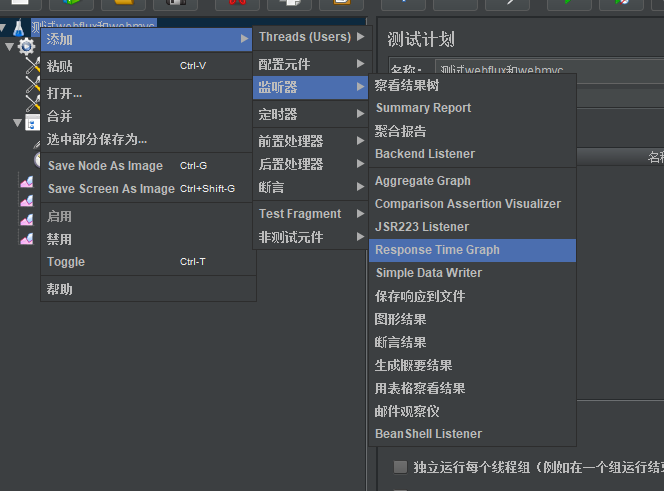 测试webflux和webmvc
添加
粘贴 Ctrl-V
打开...
合并
选中部分保存为...
Save Node As Image Ctrl-G
Save Screen As Image Ctrl+Shift-G
启用
禁用
Toggle Ctrl-T
帮助
Threads (Users)
配置元件
监听器
定时器
前置处理器
后置处理器
断言
Test Fragment
非测试元件
察看结果树
Summary Report
聚合报告
Backend Listener
Aggregate Graph
Comparison Assertion Visualizer
JSR223 Listener
Response Time Graph
Simple Data Writer
保存响应到文件
图形结果
断言结果
生成概要结果
用表格察看结果
邮件观察仪
BeanShell Listener
测试计划
名称: 测试webflux和webmvc
名称
独立运行每个线程组（例如在一个组运行结束